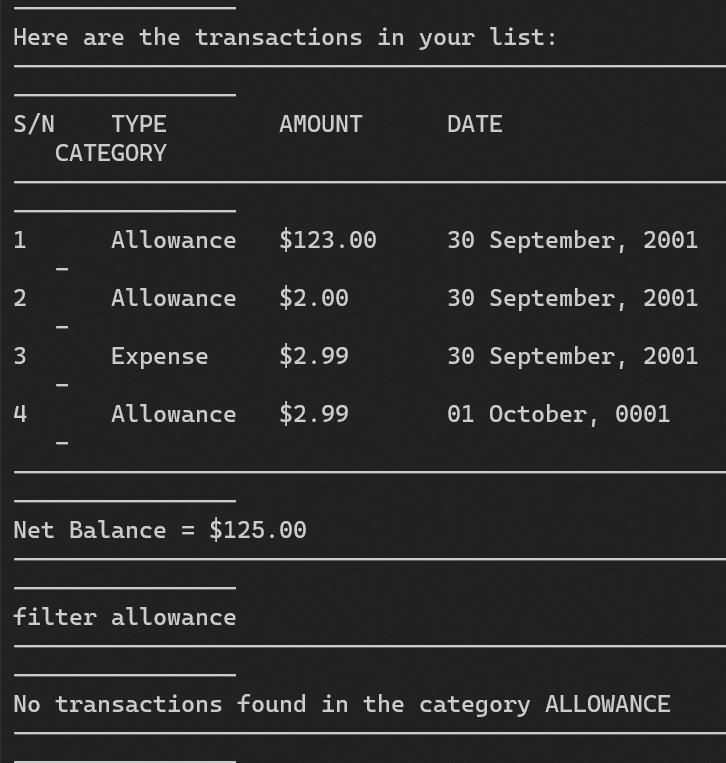 Here are the transactions in your list:
S/N TYPE AMOUNT DATE
CATEGORY
1 Allowance $123.00 30 September, 2001
-
2 Allowance $2.00 30 September, 2001
-
3 Expense $2.99 30 September, 2001
-
4 Allowance $2.99 01 October, 0001
-
Net Balance = $125.00
filter allowance
No transactions found in the category ALLOWANCE